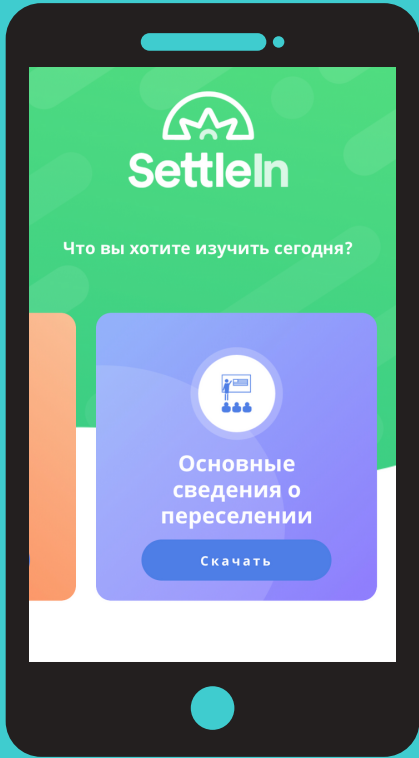 SettleIn
Что вы хотите изучить сегодня?
Основные
сведения о
переселении
Скачать